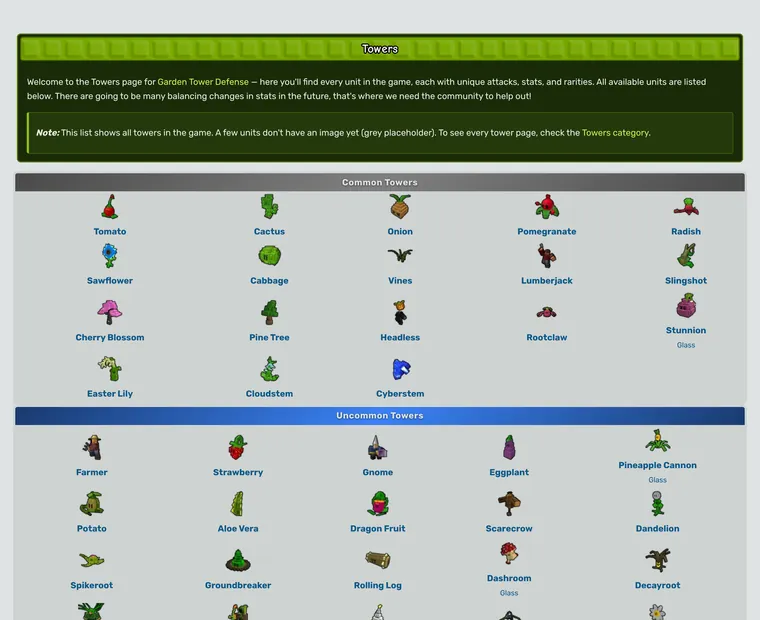 Towers
Welcome to the Towers page for Garden Tower Defense — here you'll find every unit in the game, each with unique attacks, stats, and rarities. All available units are listed
below. There are going to be many balancing changes in stats in the future, that's where we need the community to help out!
Note: This list shows all towers in the game. A few units don't have an image yet (grey placeholder). To see every tower page, check the Towers category.
Common Towers
Tomato Cactus Onion Pomegranate Radish
Sawflower Cabbage Vines Lumberjack Slingshot
Cherry Blossom Pine Tree Headless Rootclaw Stunnion
Glass
Easter Lily Cloudstem Cyberstem
Uncommon Towers
Farmer Strawberry Gnome Eggplant Pineapple Cannon
Glass
Potato Aloe Vera Dragon Fruit Scarecrow Dandelion
Spikeroot Groundbreaker Rolling Log Dashroom Decayroot
Glass